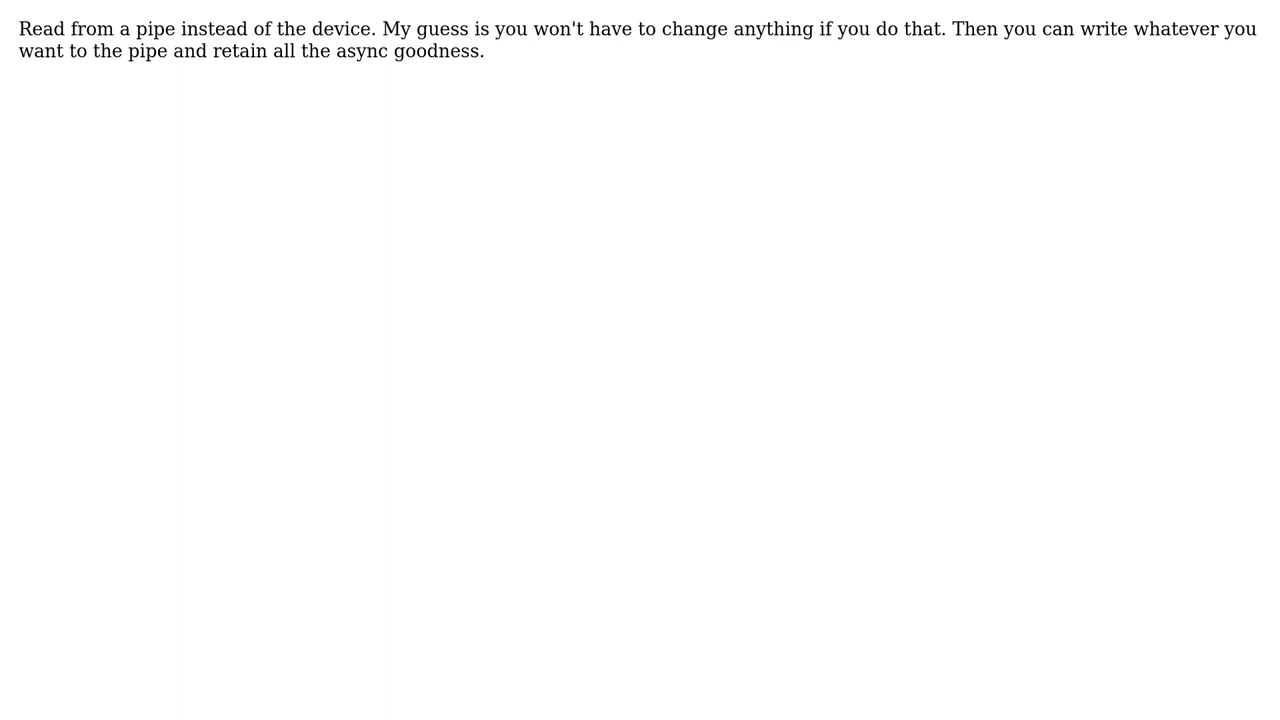 Read from a pipe instead of the device. My guess is you won't have to change anything if you do that. Then you can write whatever you
want to the pipe and retain all the async goodness.